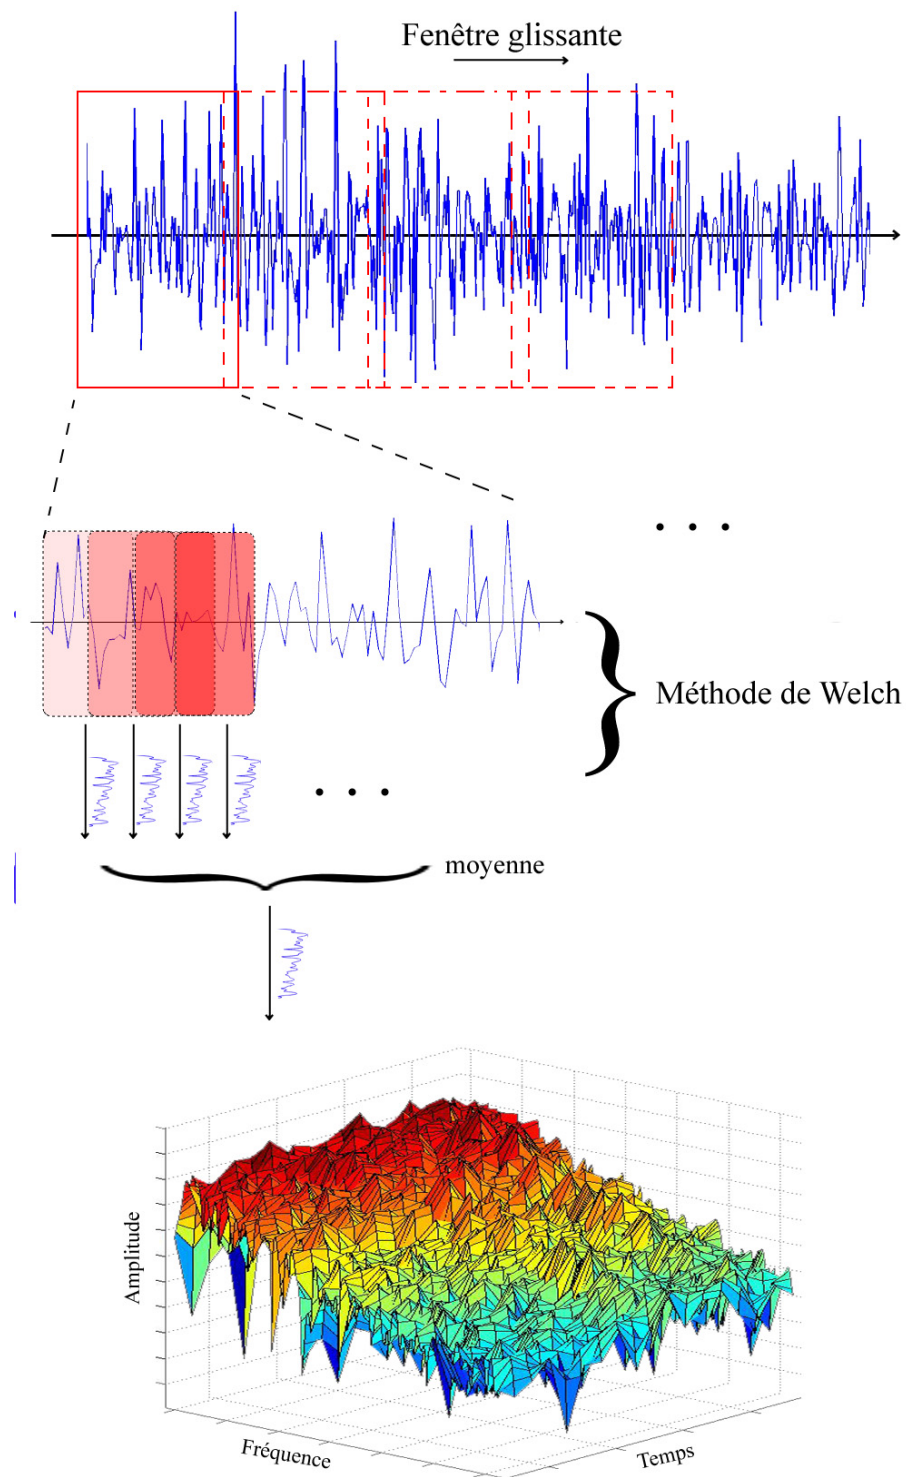 Fenêtre glissante
. . .
Méthode de Welch
. . .
moyenne
Amplitude
Fréquence
Temps